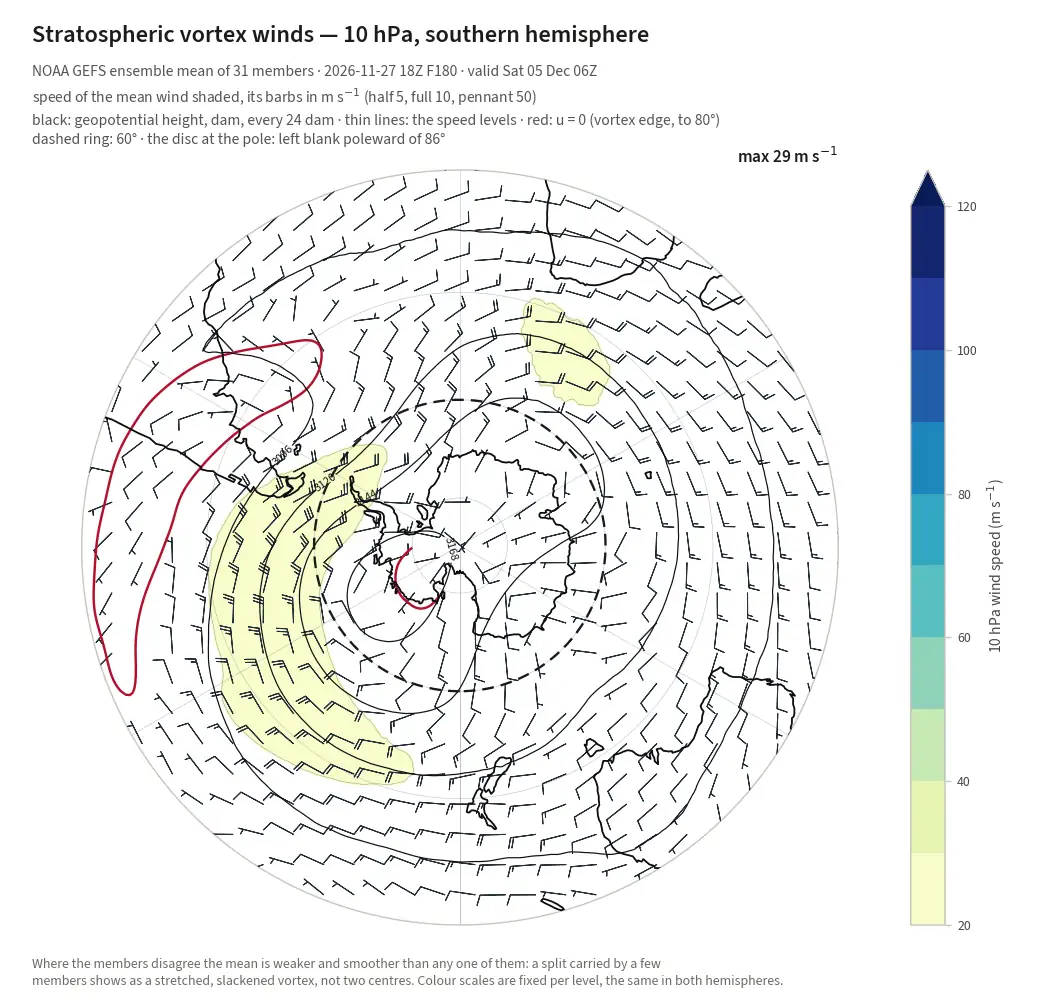 Stratospheric vortex winds — 10 hPa, southern hemisphere
NOAA GEFS ensemble mean of 31 members · 2026-11-27 18Z F180 · valid Sat 05 Dec 06Z
speed of the mean wind shaded, its barbs in m s⁻¹ (half 5, full 10, pennant 50)
black: geopotential height, dam, every 24 dam · thin lines: the speed levels · red: u = 0 (vortex edge, to 80°)
dashed ring: 60° · the disc at the pole: left blank poleward of 86°
max 29 m s⁻¹
120
100
80
60
40
20
10 hPa wind speed (m s⁻¹)
3120
3168
Where the members disagree the mean is weaker and smoother than any one of them: a split carried by a few
members shows as a stretched, slackened vortex, not two centres. Colour scales are fixed per level, the same in both hemispheres.